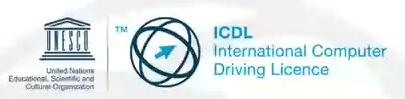 UNESCO
United Nations
Educational, Scientific and
Cultural Organization
TM
ICDL
International Computer
Driving Licence